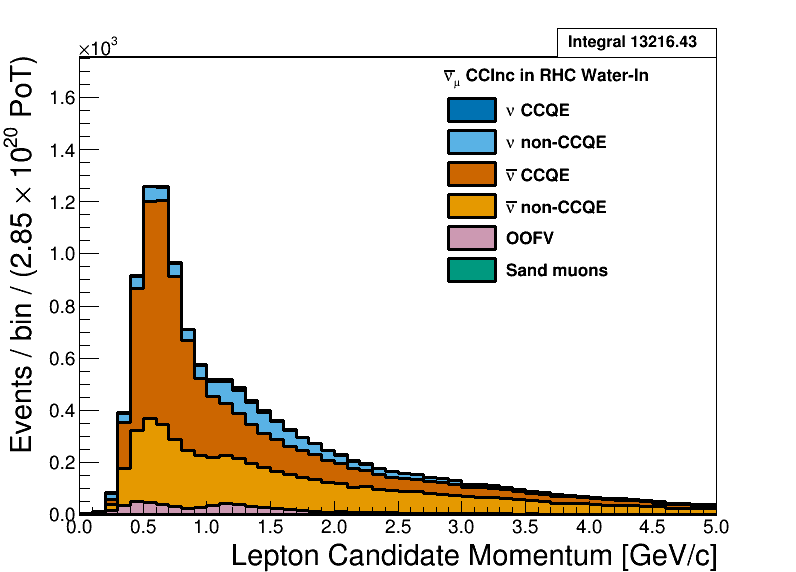 ×10³
Integral 13216.43
ν̅μ CCInc in RHC Water-In
ν CCQE
ν non-CCQE
ν̅ CCQE
ν̅ non-CCQE
OOFV
Sand muons
Events / bin / (2.85 × 10²⁰ PoT)
1.6
1.4
1.2
1.0
0.8
0.6
0.4
0.2
0.0
0.0 0.5 1.0 1.5 2.0 2.5 3.0 3.5 4.0 4.5 5.0
Lepton Candidate Momentum [GeV/c]